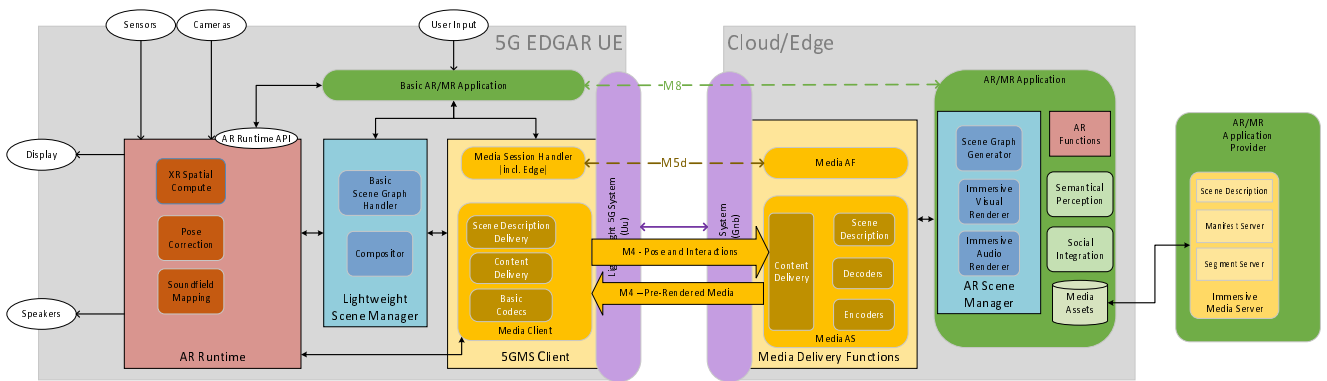 Sensors
Cameras
User Input
5G EDGAR UE
Cloud/Edge
Basic AR/MR Application
M8
AR/MR Application
AR Runtime API
Display
Speakers
XR Spatial
Compute
Pose
Correction
Soundfield
Mapping
AR Runtime
Basic
Scene Graph
Handler
Compositor
Lightweight
Scene Manager
Media Session Handler
|incl. Edge|
Scene Description
Delivery
Content
Delivery
Basic
Codecs
Media Client
5GMS Client
5G System
(Uu)
System
(Gnb)
M5d
M4 - Pose and Interactions
M4 – Pre-Rendered Media
Media AF
Content
Delivery
Scene
Description
Decoders
Encoders
Media AS
Media Delivery Functions
Scene Graph
Generator
Immersive
Visual
Renderer
Immersive
Audio
Renderer
AR Scene
Manager
AR
Functions
Semantical
Perception
Social
Integration
Media
Assets
AR/MR
Application
Provider
Scene Description
Manifest Server
Segment Server
Immersive
Media Server